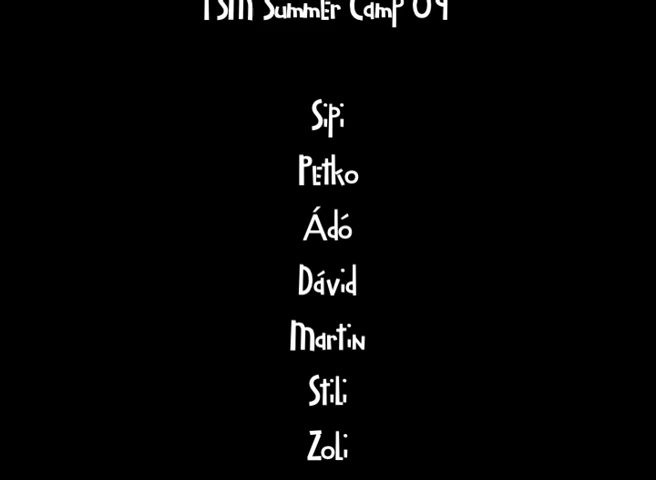 TSM Summer Camp 09
Sipi
Petko
Ádó
Dávid
Martin
Stili
Zoli